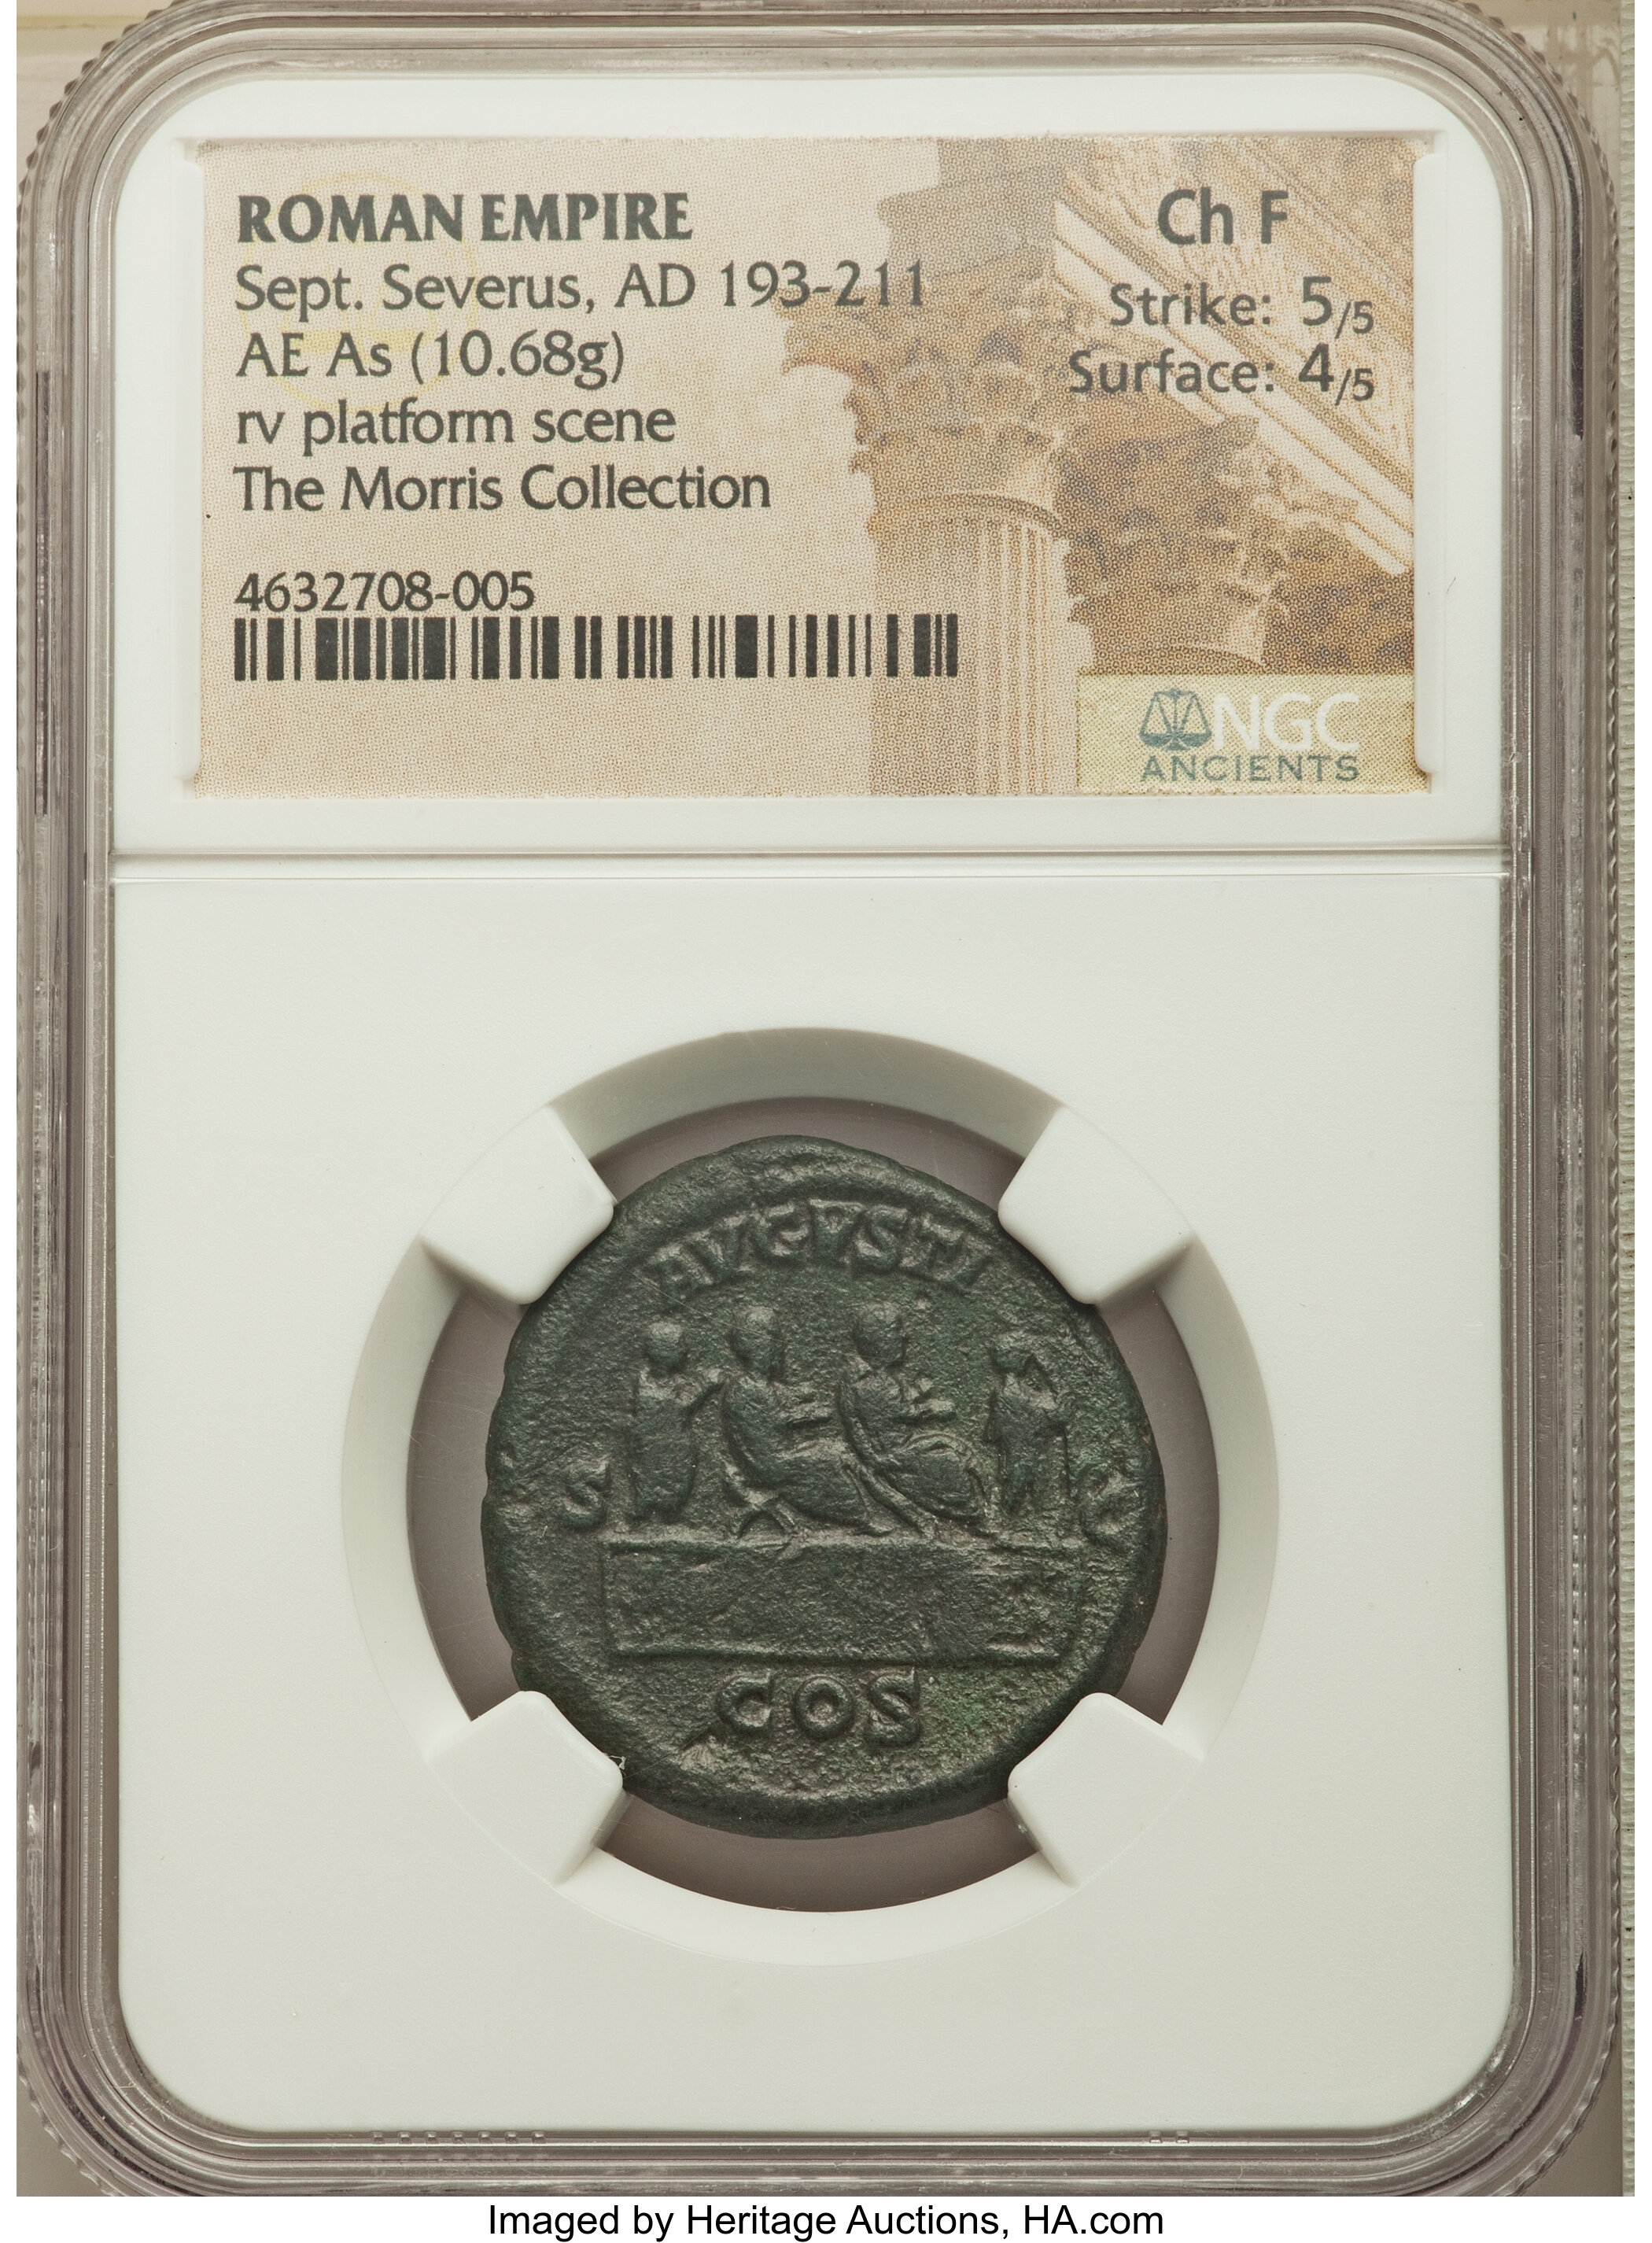 ROMAN EMPIRE
Sept. Severus, AD 193-211
AE As (10.68g)
rv platform scene
The Morris Collection
4632708-005
Ch F
Strike: 5/5
Surface: 4/5
NGC
ANCIENTS
AVGVSTI
S C
COS
Imaged by Heritage Auctions, HA.com